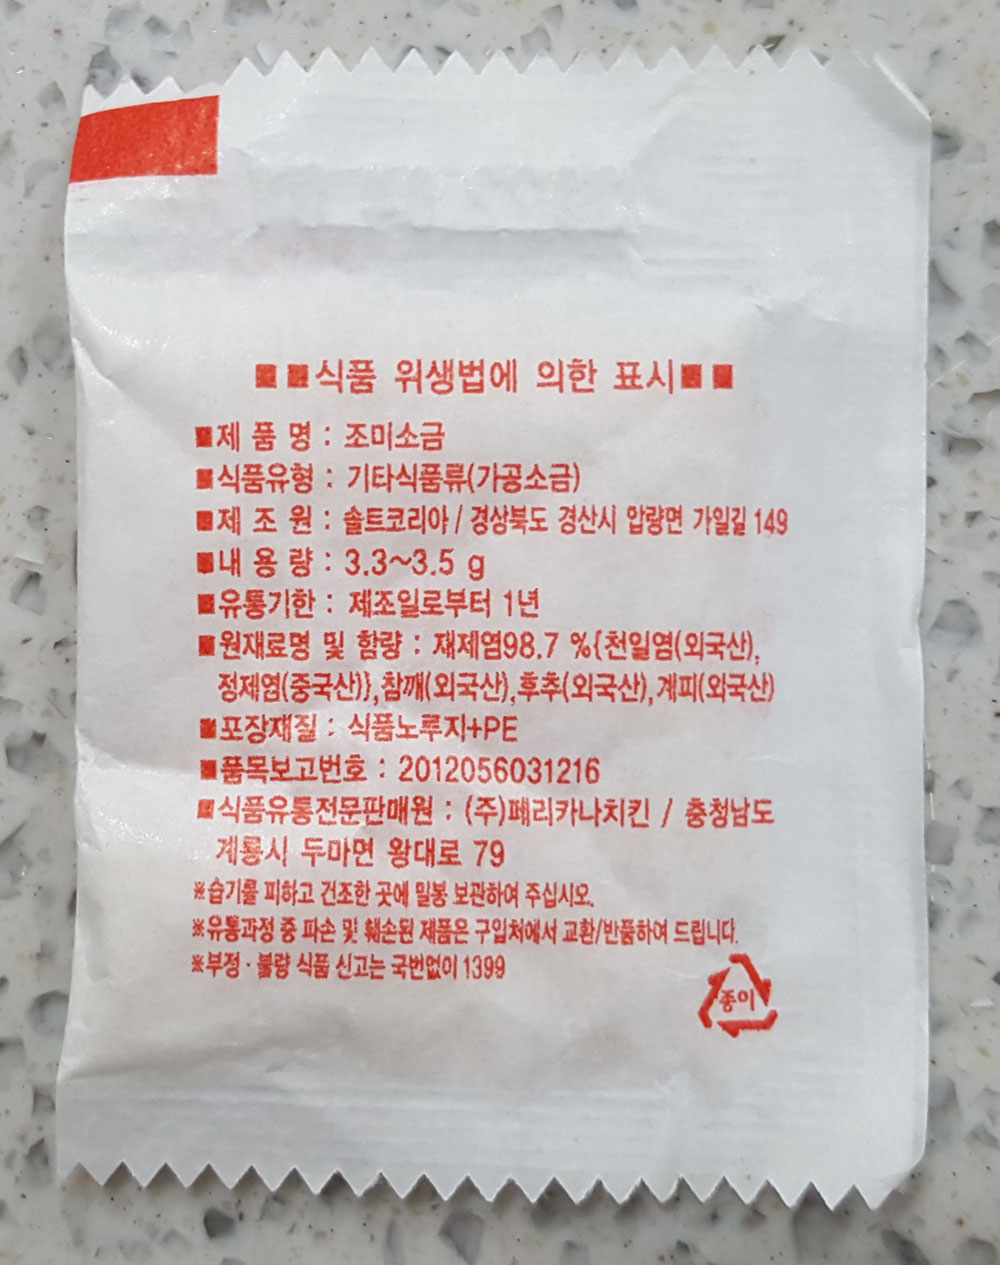 ■■식품 위생법에 의한 표시■■
■제 품 명 : 조미소금
■식품유형 : 기타식품류(가공소금)
■제 조 원 : 솔트코리아 / 경상북도 경산시 압량면 가일길 149
■내 용 량 : 3.3~3.5 g
■유통기한 : 제조일로부터 1년
■원재료명 및 함량 : 재제염98.7 %{천일염(외국산),
정제염(중국산)},참깨(외국산),후추(외국산),계피(외국산)
■포장재질 : 식품노루지+PE
■품목보고번호 : 2012056031216
■식품유통전문판매원 : (주)페리카나치킨 / 충청남도
계룡시 두마면 왕대로 79
※습기를 피하고 건조한 곳에 밀봉 보관하여 주십시오.
※유통과정 중 파손 및 훼손된 제품은 구입처에서 교환/반품하여 드립니다.
※부정·불량 식품 신고는 국번없이 1399
종이